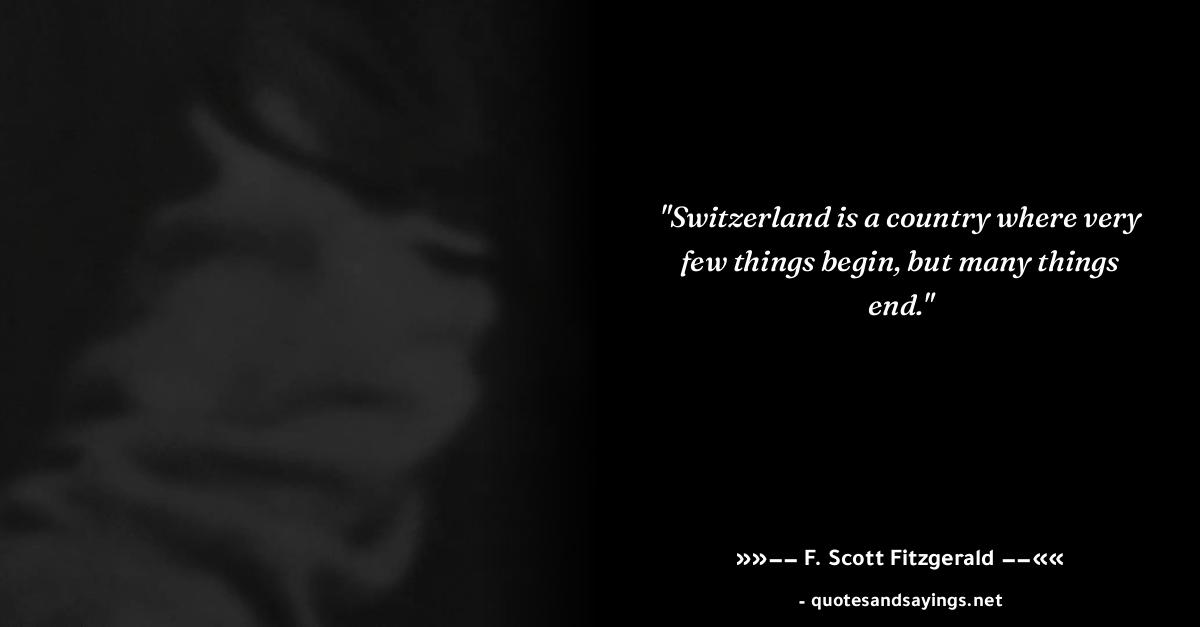 "Switzerland is a country where very
few things begin, but many things
end."
»»−− F. Scott Fitzgerald −−««
- quotesandsayings.net